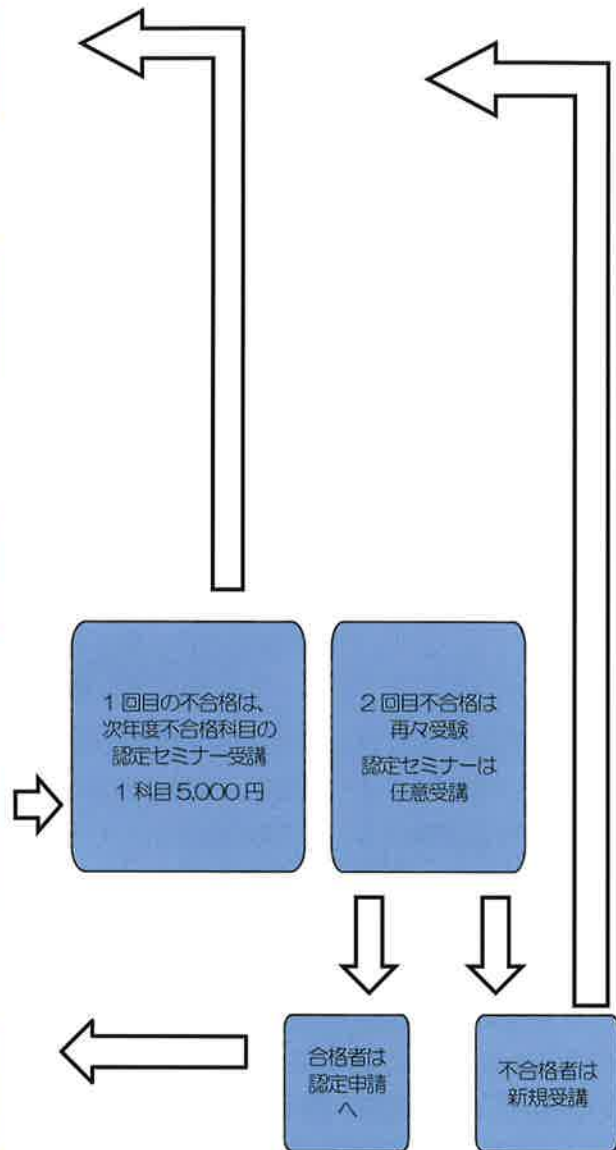 1回目の不合格は、
次年度不合格科目の
認定セミナー受講
1科目5,000円
2回目不合格は
再々受験
認定セミナーは
任意受講
合格者は
認定申請
へ
不合格者は
新規受講